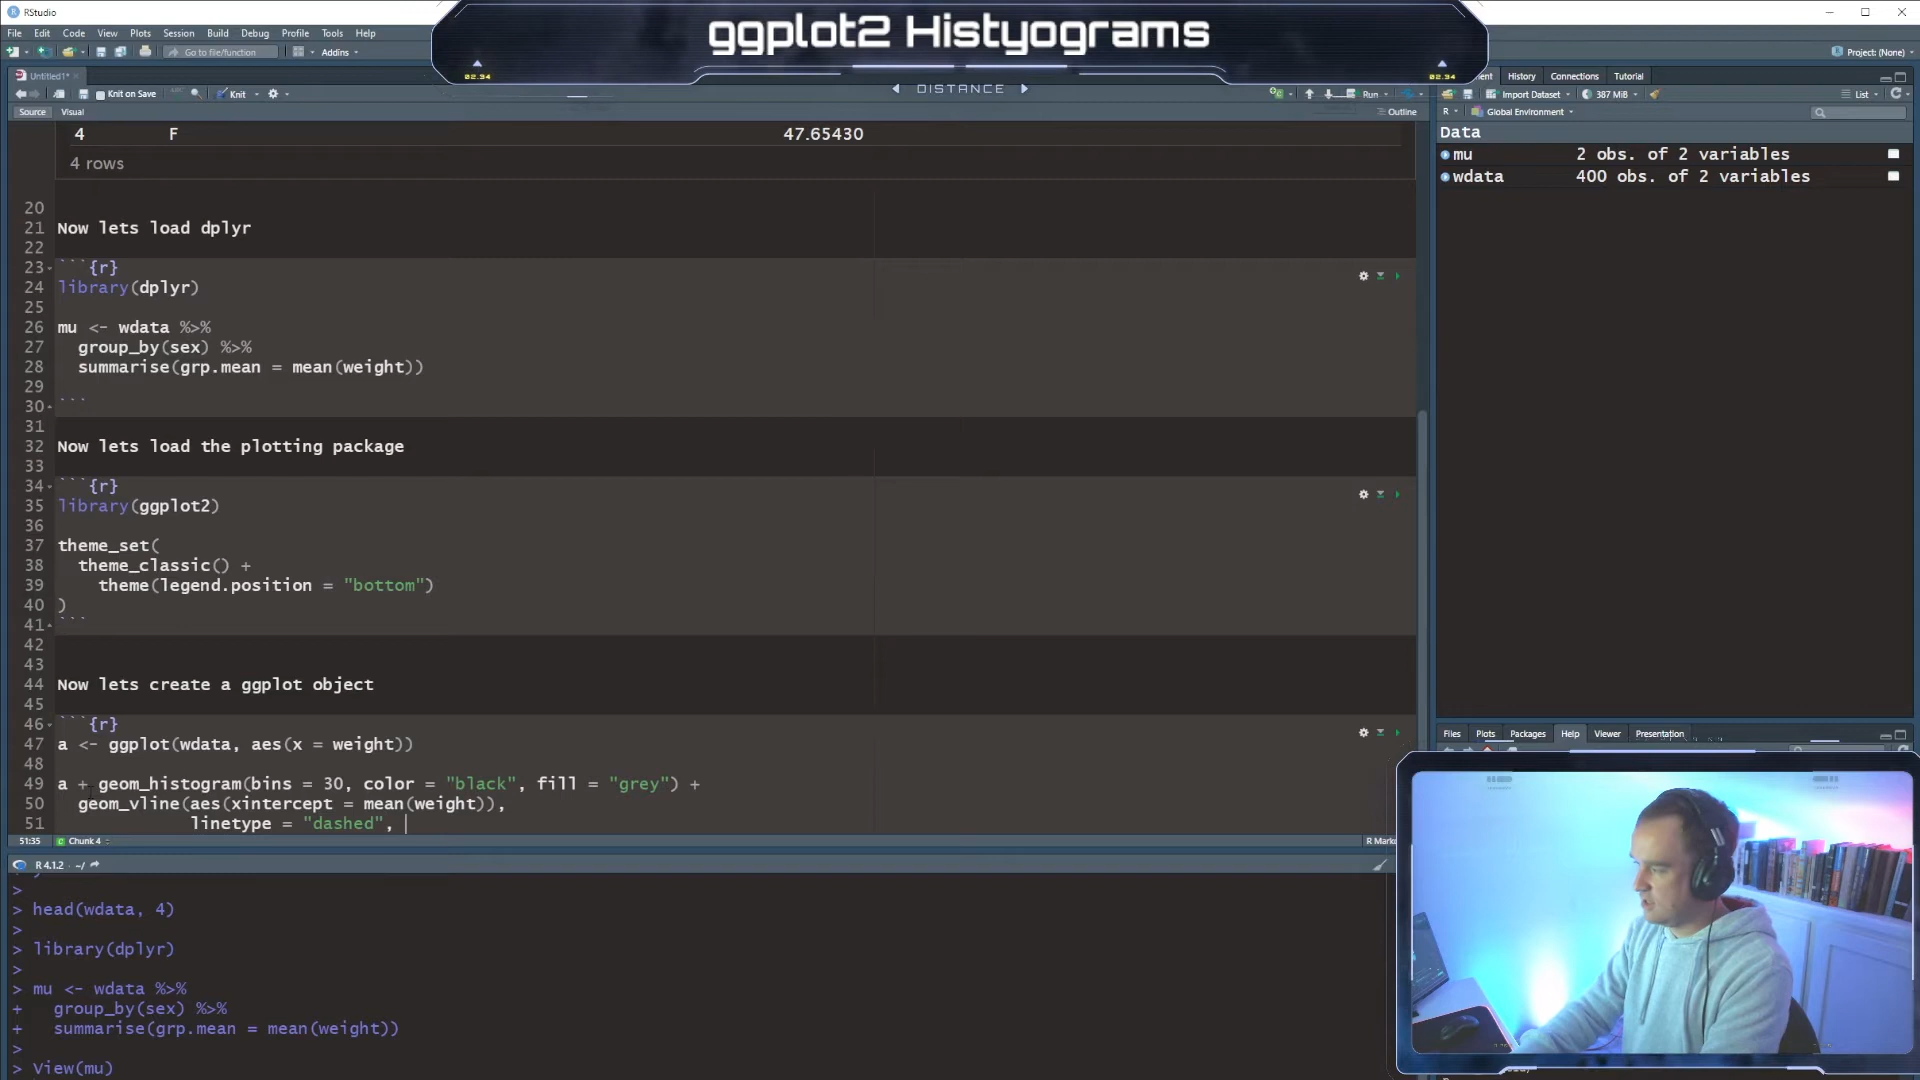 RStudio
ggplot2 Histyograms
File Edit Code View Plots Session Build Debug Profile Tools Help
Go to file/function
Addins
Project: (None)
02.34
02.34
DISTANCE
Untitled1*
Knit on Save
Knit
Run
Source Visual
Outline
4 F 47.65430
4 rows
20
21 Now lets load dplyr
22
23 ```{r}
24 library(dplyr)
25
26 mu <- wdata %>%
27 group_by(sex) %>%
28 summarise(grp.mean = mean(weight))
29
30 ```
31
32 Now lets load the plotting package
33
34 ```{r}
35 library(ggplot2)
36
37 theme_set(
38 theme_classic() +
39 theme(legend.position = "bottom")
40 )
41 ```
42
43
44 Now lets create a ggplot object
45
46 ```{r}
47 a <- ggplot(wdata, aes(x = weight))
48
49 a + geom_histogram(bins = 30, color = "black", fill = "grey") +
50 geom_vline(aes(xintercept = mean(weight)),
51 linetype = "dashed",
51:35 Chunk 4
R 4.1.2 · ~/
>
> head(wdata, 4)
>
> library(dplyr)
>
> mu <- wdata %>%
+ group_by(sex) %>%
+ summarise(grp.mean = mean(weight))
>
> View(mu)
History Connections Tutorial
Import Dataset 387 MiB List
R Global Environment
Data
mu 2 obs. of 2 variables
wdata 400 obs. of 2 variables
Files Plots Packages Help Viewer Presentation